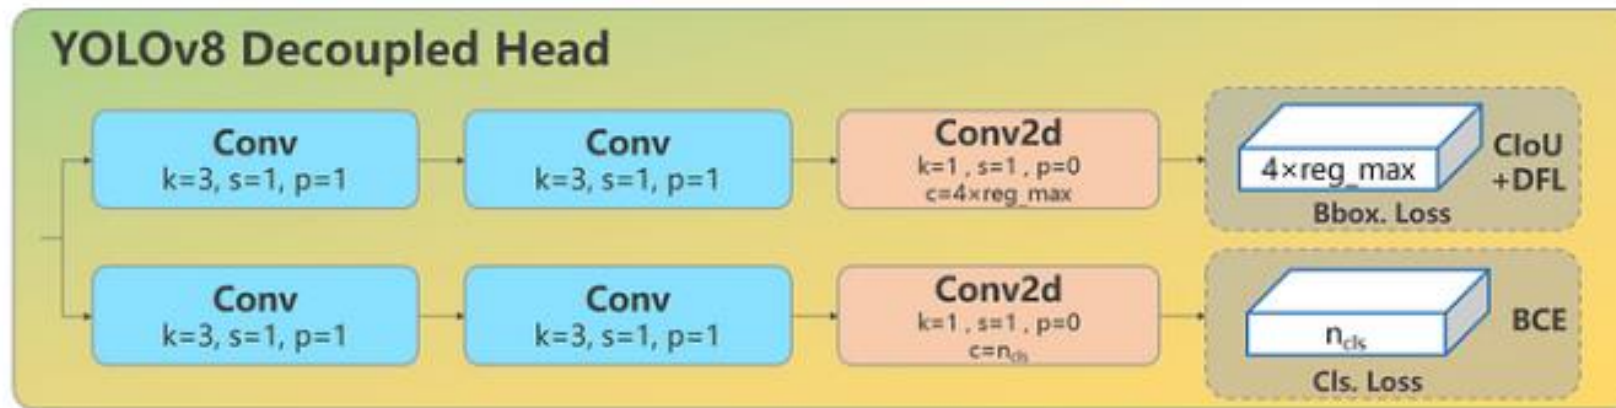 YOLOv8 Decoupled Head
Conv
k=3, s=1, p=1
Conv
k=3, s=1, p=1
Conv2d
k=1 , s=1 , p=0
c=4×reg_max
4×reg_max
CIoU
+DFL
Bbox. Loss
Conv
k=3, s=1, p=1
Conv
k=3, s=1, p=1
Conv2d
k=1 , s=1 , p=0
c=n_cls
n_cls
BCE
Cls. Loss